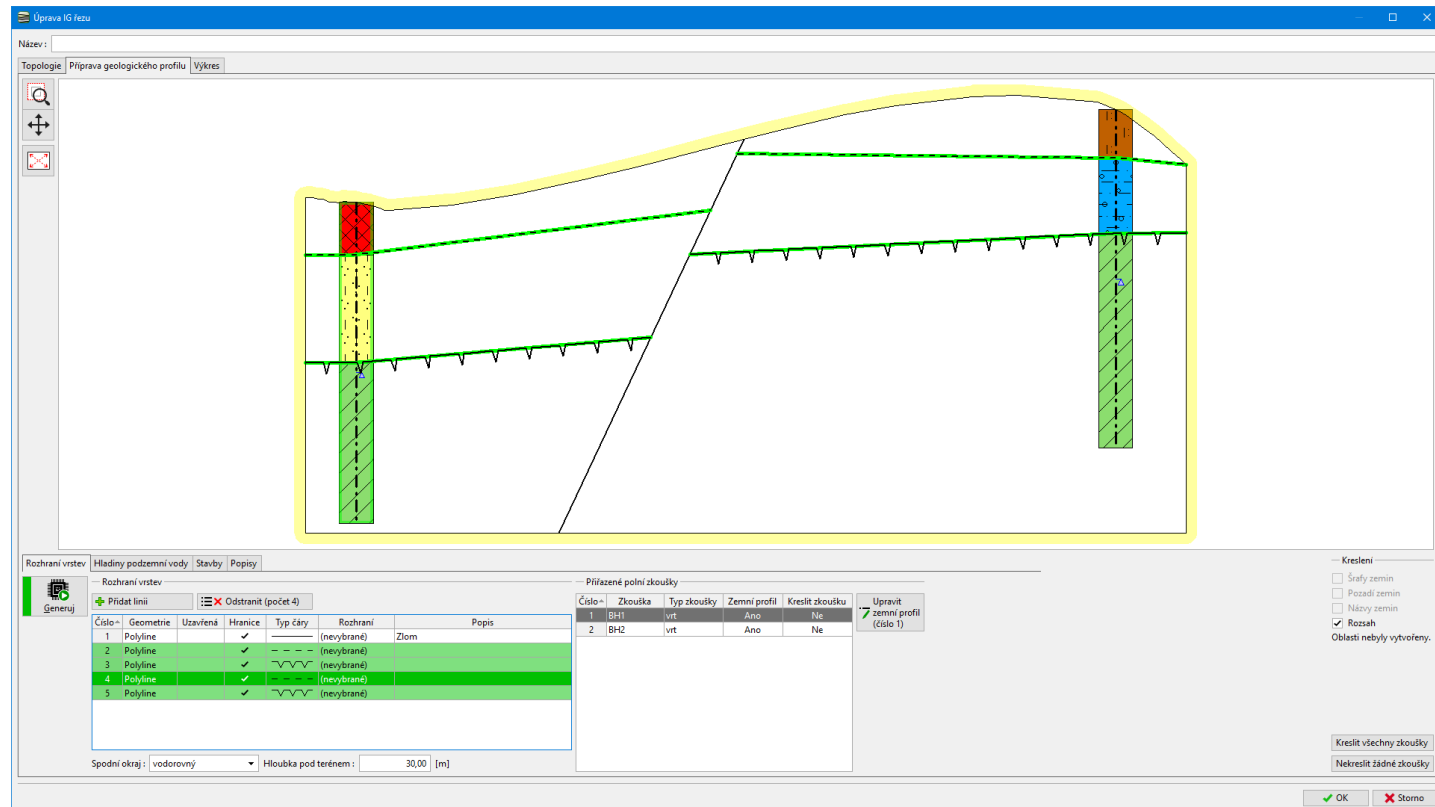 Úprava IG řezu
Název :
Topologie Příprava geologického profilu Výkres
Rozhraní vrstev Hladiny podzemní vody Stavby Popisy
Generuj
Rozhraní vrstev
Přidat linii Odstranit (počet 4)
Číslo Geometrie Uzavřená Hranice Typ čáry Rozhraní Popis
1 Polyline (nevybrané) Zlom
2 Polyline (nevybrané)
3 Polyline (nevybrané)
4 Polyline (nevybrané)
5 Polyline (nevybrané)
Spodní okraj : vodorovný Hloubka pod terénem : 30,00 [m]
Přiřazené polní zkoušky
Číslo Zkouška Typ zkoušky Zemní profil Kreslit zkoušku
1 BH1 vrt Ano Ne
2 BH2 vrt Ano Ne
Upravit
zemní profil
(číslo 1)
Kreslení
Šrafy zemin
Pozadí zemin
Názvy zemin
Rozsah
Oblasti nebyly vytvořeny.
Kreslit všechny zkoušky
Nekreslit žádné zkoušky
OK Storno